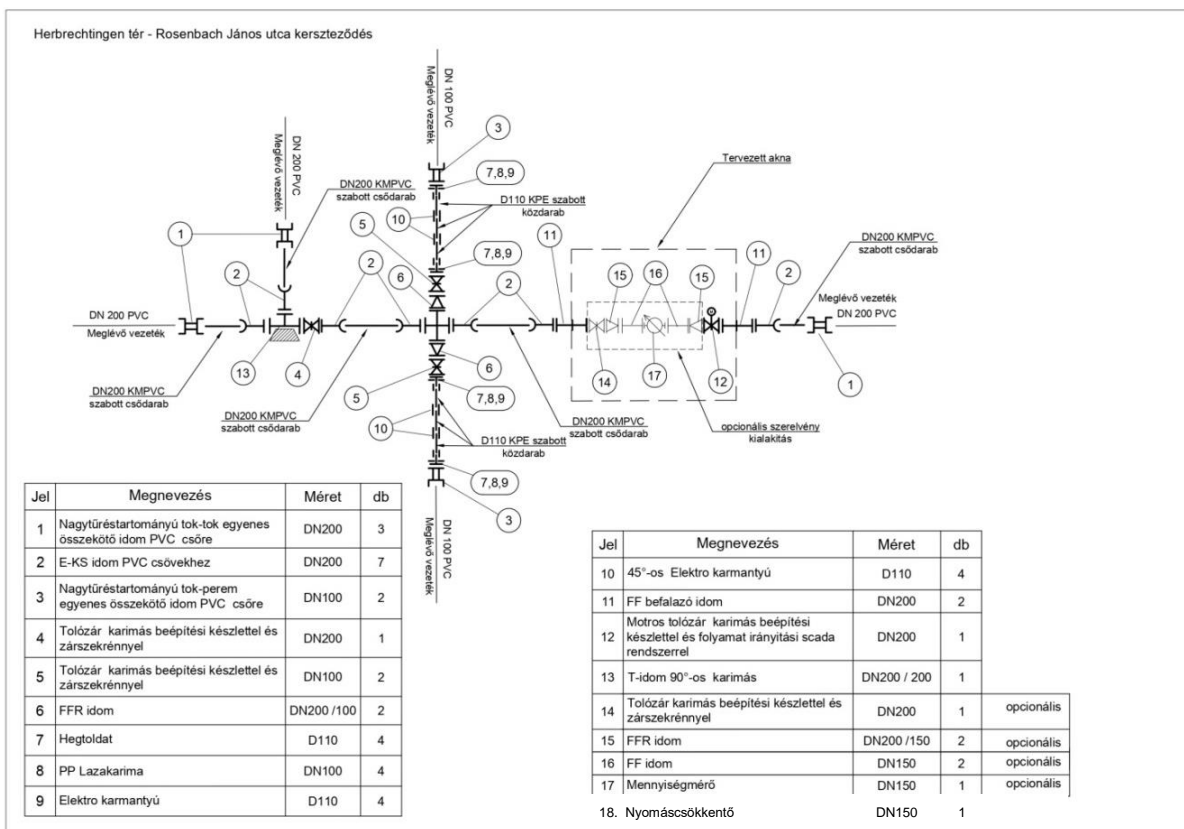 Herbrechtingen tér - Rosenbach János utca kerszteződés
DN 100 PVC
Meglévő vezeték
3
DN 200 PVC
Meglévő vezeték
DN200 KMPVC
szabott csődarab
7,8,9
Tervezett akna
D110 KPE szabott
közdarab
10
1
5
11
DN200 KMPVC
szabott csődarab
2
2
7,8,9
15
16
15
11
2
6
2
DN 200 PVC
Meglévő vezeték
Meglévő vezeték
DN 200 PVC
13
4
6
14
17
12
1
5
7,8,9
DN200 KMPVC
szabott csődarab
DN200 KMPVC
szabott csődarab
10
DN200 KMPVC
szabott csődarab
opcionális szerelvény
kialakítás
D110 KPE szabott
közdarab
7,8,9
3
DN 100 PVC
Meglévő vezeték
Jel Megnevezés Méret db
1 Nagytűréstartományú tok-tok egyenes
összekötő idom PVC csőre DN200 3
2 E-KS idom PVC csövekhez DN200 7
3 Nagytűréstartományú tok-perem
egyenes összekötő idom PVC csőre DN100 2
4 Tolózár karimás beépítési készlettel és
zárszekrénnyel DN200 1
5 Tolózár karimás beépítési készlettel és
zárszekrénnyel DN100 2
6 FFR idom DN200 /100 2
7 Hegtoldat D110 4
8 PP Lazakarima DN100 4
9 Elektro karmantyú D110 4
Jel Megnevezés Méret db
10 45°-os Elektro karmantyú D110 4
11 FF befalazó idom DN200 2
12 Motros tolózár karimás beépítési
készlettel és folyamat irányitási scada
rendszerrel DN200 1
13 T-idom 90°-os karimás DN200 / 200 1
14 Tolózár karimás beépítési készlettel és
zárszekrénnyel DN200 1 opcionális
15 FFR idom DN200 /150 2 opcionális
16 FF idom DN150 2 opcionális
17 Mennyiségmérő DN150 1 opcionális
18. Nyomáscsökkentő DN150 1